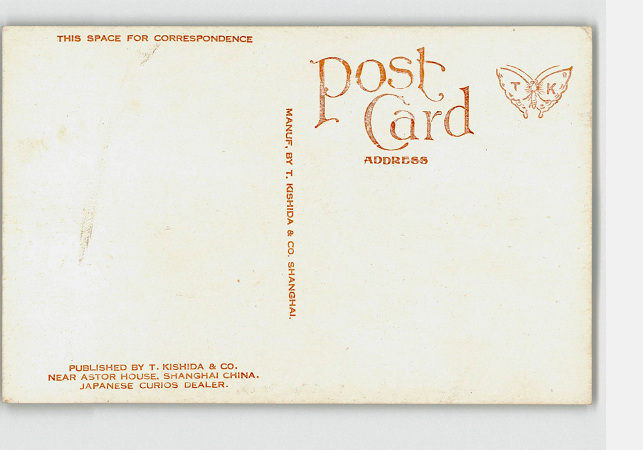 THIS SPACE FOR CORRESPONDENCE
Post
Card
ADDRESS
T K
MANUF. BY T. KISHIDA & CO. SHANGHAI.
PUBLISHED BY T. KISHIDA & CO.
NEAR ASTOR HOUSE, SHANGHAI CHINA.
JAPANESE CURIOS DEALER.